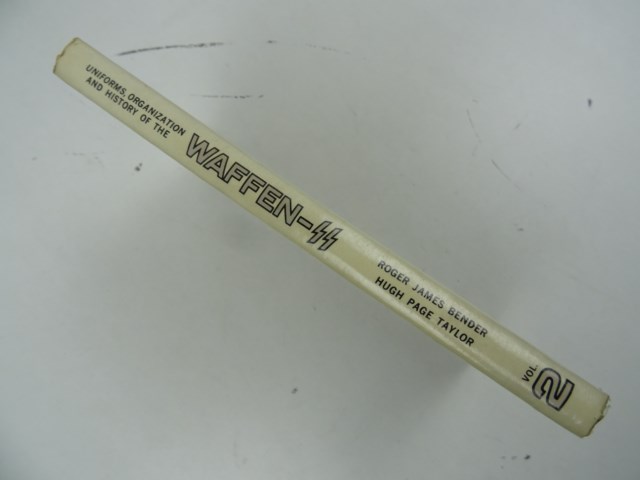 UNIFORMS, ORGANIZATION
AND HISTORY OF THE
WAFFEN-SS
ROGER JAMES BENDER
HUGH PAGE TAYLOR
VOL. 2